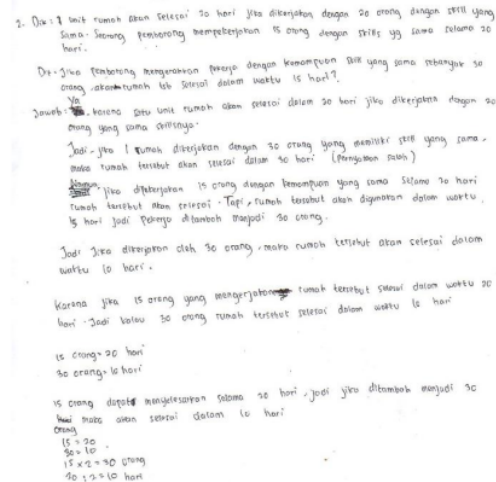 2. Dik : 1 unit rumah akan selesai 30 hari jika dikerjakan dengan 20 orang dengan skill yang
sama. Seorang pemborong mempekerjakan 15 orang dengan skill yg sama selama 20
hari.
Dit : Jika pemborong mengerahkan pekerja dengan kemampuan skill yang sama sebanyak 30
orang, akankah rumah tsb selesai dalam waktu 15 hari?
Jawab : Ya, karena satu unit rumah akan selesai dalam 30 hari jika dikerjakan dengan 20
orang yang sama skillnya.
Jadi, jika 1 rumah dikerjakan dengan 30 orang yang memiliki skill yang sama,
maka rumah tersebut akan selesai dalam 30 hari (Pernyataan salah)
jika dikerjakan 15 orang dengan kemampuan yang sama selama 20 hari
rumah tersebut akan selesai. Tapi, rumah tersebut akan digunakan dalam waktu
15 hari jadi pekerja ditambah menjadi 30 orang.
Jadi jika dikerjakan oleh 30 orang, maka rumah tersebut akan selesai dalam
waktu 10 hari.
Karena jika 15 orang yang mengerjakan rumah tersebut selesai dalam waktu 20
hari. Jadi kalau 30 orang rumah tersebut selesai dalam waktu 10 hari
15 orang = 20 hari
30 orang = 10 hari
15 orang dapat menyelesaikan selama 20 hari, jadi jika ditambah menjadi 30
orang maka akan selesai dalam 10 hari
15 = 20
30 = 10
15 x 2 = 30 orang
20 : 2 = 10 hari